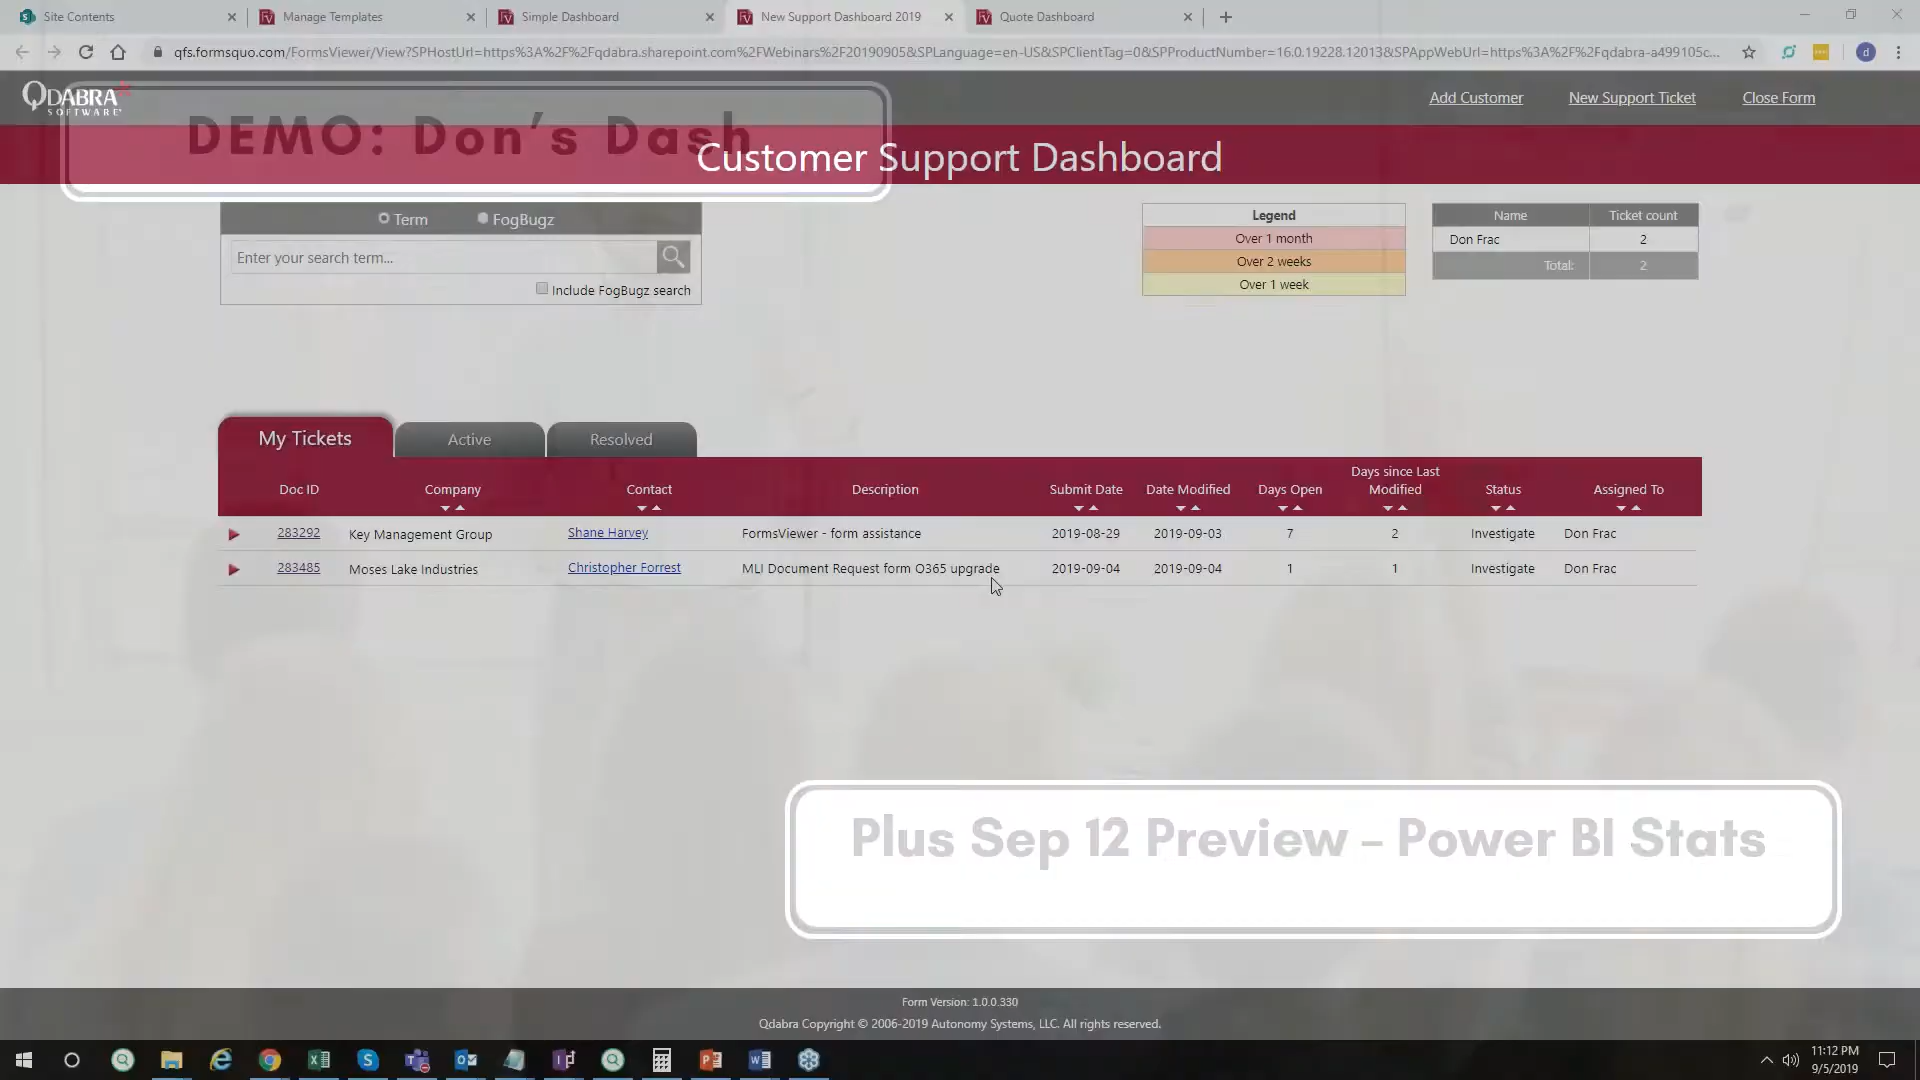 Site Contents
Manage Templates
Simple Dashboard
New Support Dashboard 2019
Quote Dashboard
qfs.formsquo.com/FormsViewer/View?SPHostUrl=https%3A%2F%2Fqdabra.sharepoint.com%2FWebinars%2F20190905&SPLanguage=en-US&SPClientTag=0&SPProductNumber=16.0.19228.12013&SPAppWebUrl=https%3A%2F%2Fqdabra-a499105c...
QDABRA
SOFTWARE
Add Customer
New Support Ticket
Close Form
DEMO: Don's Dash
Customer Support Dashboard
Term
FogBugz
Enter your search term...
Include FogBugz search
Legend
Over 1 month
Over 2 weeks
Over 1 week
Name Ticket count
Don Frac 2
Total: 2
My Tickets
Active
Resolved
Doc ID Company Contact Description Submit Date Date Modified Days Open Days since Last Modified Status Assigned To
283292 Key Management Group Shane Harvey FormsViewer - form assistance 2019-08-29 2019-09-03 7 2 Investigate Don Frac
283485 Moses Lake Industries Christopher Forrest MLI Document Request form O365 upgrade 2019-09-04 2019-09-04 1 1 Investigate Don Frac
Plus Sep 12 Preview – Power BI Stats
Form Version: 1.0.0.330
Qdabra Copyright © 2006-2019 Autonomy Systems, LLC. All rights reserved.
11:12 PM
9/5/2019